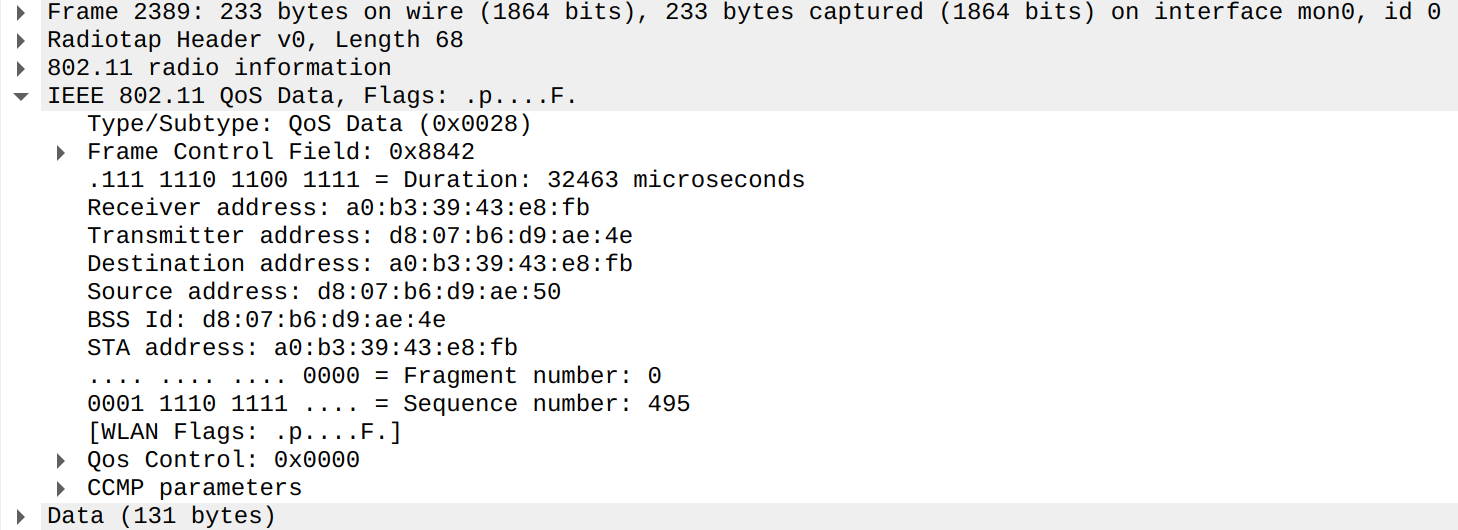 Frame 2389: 233 bytes on wire (1864 bits), 233 bytes captured (1864 bits) on interface mon0, id 0
Radiotap Header v0, Length 68
802.11 radio information
IEEE 802.11 QoS Data, Flags: .p....F.
Type/Subtype: QoS Data (0x0028)
Frame Control Field: 0x8842
.111 1110 1100 1111 = Duration: 32463 microseconds
Receiver address: a0:b3:39:43:e8:fb
Transmitter address: d8:07:b6:d9:ae:4e
Destination address: a0:b3:39:43:e8:fb
Source address: d8:07:b6:d9:ae:50
BSS Id: d8:07:b6:d9:ae:4e
STA address: a0:b3:39:43:e8:fb
.... .... .... 0000 = Fragment number: 0
0001 1110 1111 .... = Sequence number: 495
[WLAN Flags: .p....F.]
Qos Control: 0x0000
CCMP parameters
Data (131 bytes)